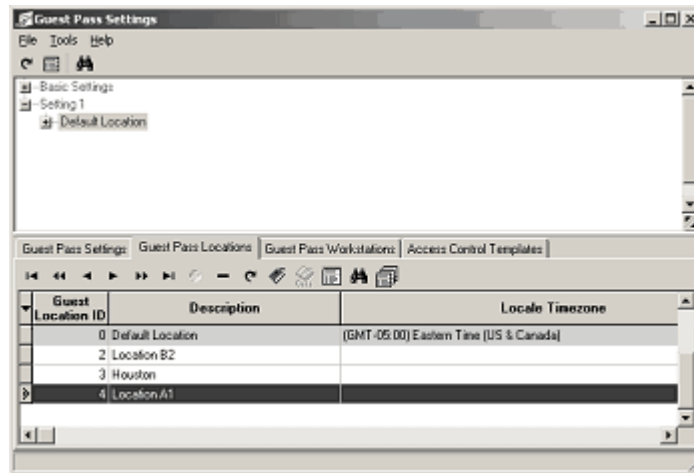 Guest Pass Settings
File Tools Help
Basic Settings
Setting 1
Default Location
Guest Pass Settings Guest Pass Locations Guest Pass Workstations Access Control Templates
Guest Location ID Description Locale Timezone
0 Default Location (GMT-05:00) Eastern Time (US & Canada)
2 Location B2
3 Houston
4 Location A1